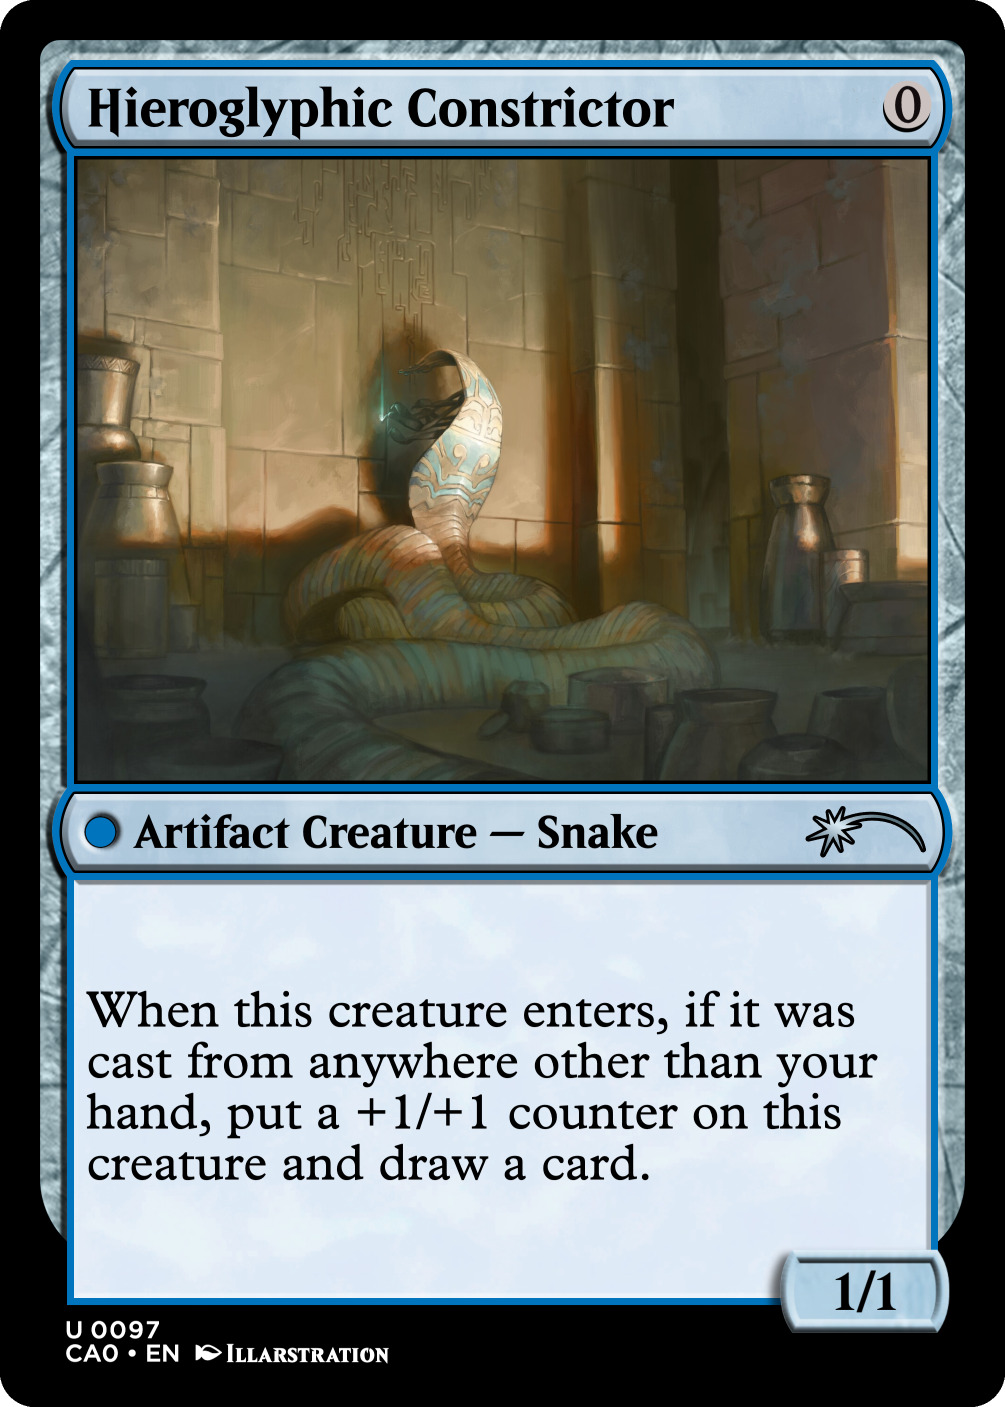 Hieroglyphic Constrictor 0
Artifact Creature — Snake
When this creature enters, if it was
cast from anywhere other than your
hand, put a +1/+1 counter on this
creature and draw a card.
1/1
U 0097
CAO • EN ILLARSTRATION